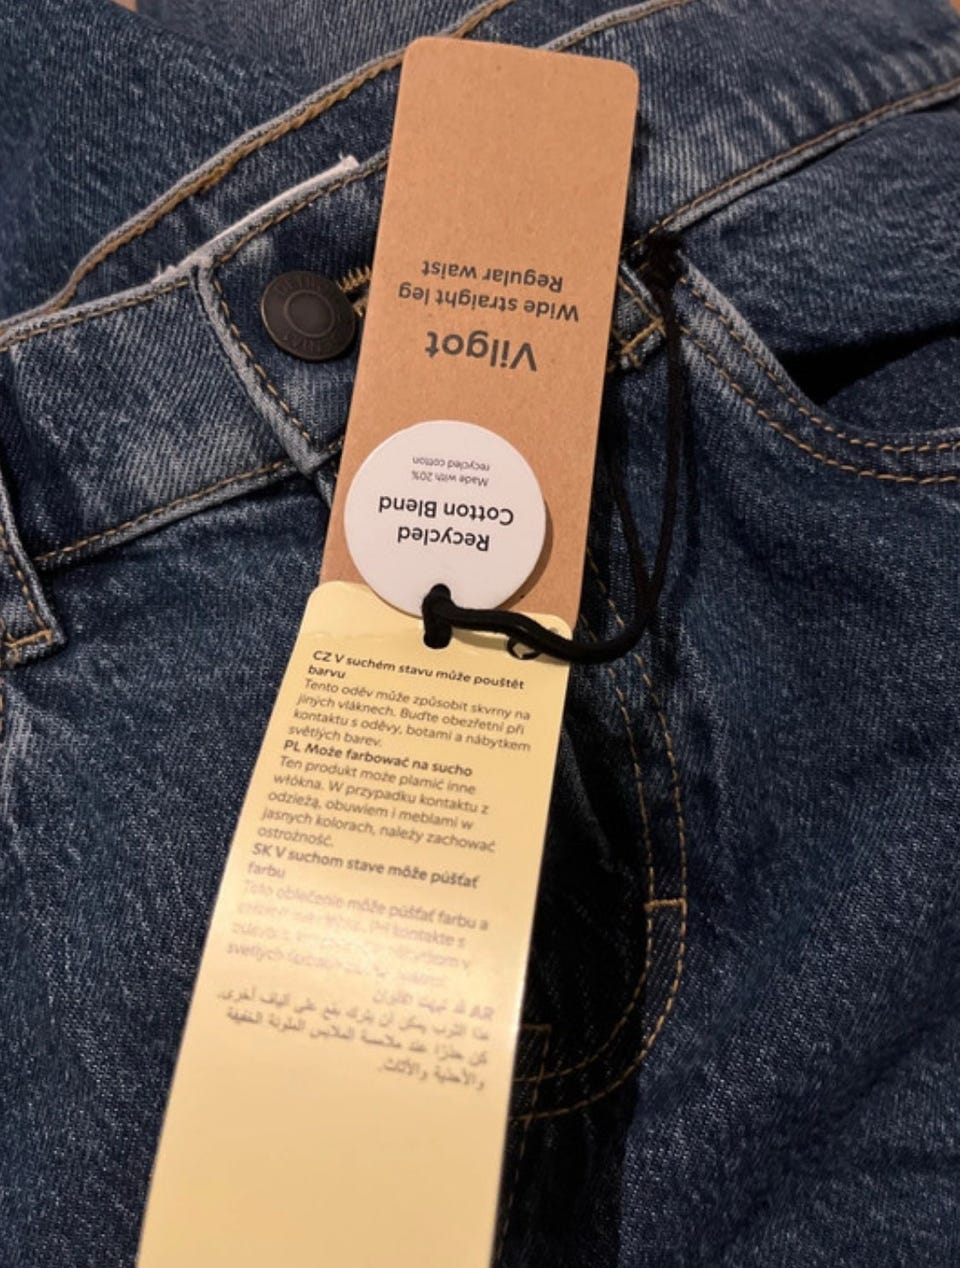 Vilgot
Wide straight leg
Regular waist
Recycled
Cotton Blend
Made with 20%
recycled cotton
CZ V suchém stavu může pouštět
barvu
Tento oděv může způsobit skvrny na
jiných vláknech. Buďte obezřetní při
kontaktu s oděvy, botami a nábytkem
světlých barev.
PL Może farbować na sucho
Ten produkt może plamić inne
włókna. W przypadku kontaktu z
odzieżą, obuwiem i meblami w
jasnych kolorach, należy zachować
ostrożność.
SK V suchom stave môže púšťať
farbu
Toto oblečenie môže púšťať farbu a
kontakte s
v
svetlých
AR قد تبهت الألوان
هذا الثوب يمكن أن يترك بقع على ألياف أخرى.
كن حذرًا عند ملامسة الملابس الملونة الخفيفة
والأحذية والأثاث.